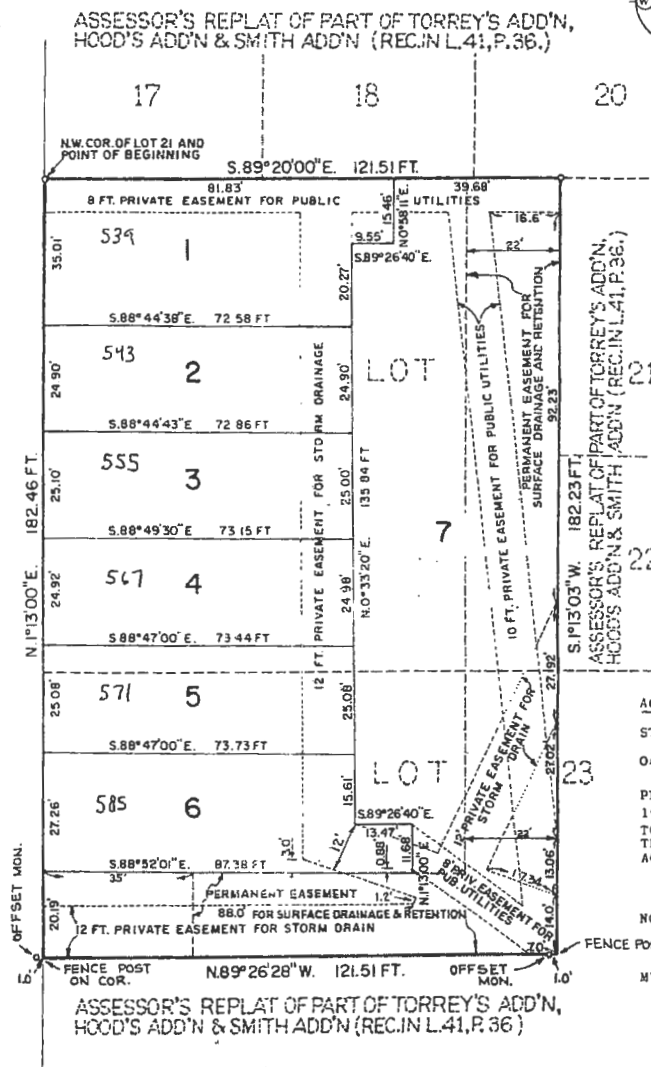 ASSESSOR'S REPLAT OF PART OF TORREY'S ADD'N,
HOOD'S ADD'N & SMITH ADD'N (REC.IN L.41,P.36.)
17
18
20
N.W. COR. OF LOT 21 AND
POINT OF BEGINNING
S.89°20'00"E. 121.51 FT.
81.83'
39.68'
8 FT. PRIVATE EASEMENT FOR PUBLIC UTILITIES
15.46'
N0°58'11"E.
16.6'
22'
9.55'
S.89°26'40"E.
539
1
35.01'
20.27'
S.88°44'38"E. 72.58 FT
543
2
24.90'
24.90'
LOT
21
S.88°44'43"E. 72.86 FT
555
3
25.10'
25.00'
135.84 FT
S.88°49'30"E 73.15 FT
7
22
567
4
24.92'
24.98'
N.0°33'20"E.
S.88°47'00"E. 73.44 FT
571
5
25.08'
25.08'
S.88°47'00"E. 73.73 FT
585
6
27.26'
15.61'
LOT
23
S.89°26'40"E.
13.47'
12'
3.0'
0.88'
11.68'
N.1°13'00"E.
S.88°52'01"E. 87.38 FT
35'
1.2'
PERMANENT EASEMENT
88.0' FOR SURFACE DRAINAGE & RETENTION
12 FT. PRIVATE EASEMENT FOR STORM DRAIN
20.19'
N.1°13'00"E. 182.46 FT.
12 FT. PRIVATE EASEMENT FOR STORM DRAINAGE
10 FT. PRIVATE EASEMENT FOR PUBLIC UTILITIES
PERMANENT EASEMENT FOR
SURFACE DRAINAGE AND RETENTION
92.23'
S.1°13'03"W. 182.23 FT.
ASSESSOR'S REPLAT OF PART OF TORREY'S ADD'N,
HOOD'S ADD'N & SMITH ADD'N (REC.IN L.41,P.36.)
27.92'
27.02'
12' PRIVATE EASEMENT FOR
STORM DRAIN
22'
13.06'
17.34'
14.0'
8' PRIV. EASEMENT FOR
PUB UTILITIES
7.0'
OFFSET MON.
1.6'
FENCE POST
ON COR.
N.89°26'28"W. 121.51 FT.
OFFSET
MON.
1.0'
FENCE POS
ASSESSOR'S REPLAT OF PART OF TORREY'S ADD'N,
HOOD'S ADD'N & SMITH ADD'N (REC.IN L.41,P.36)